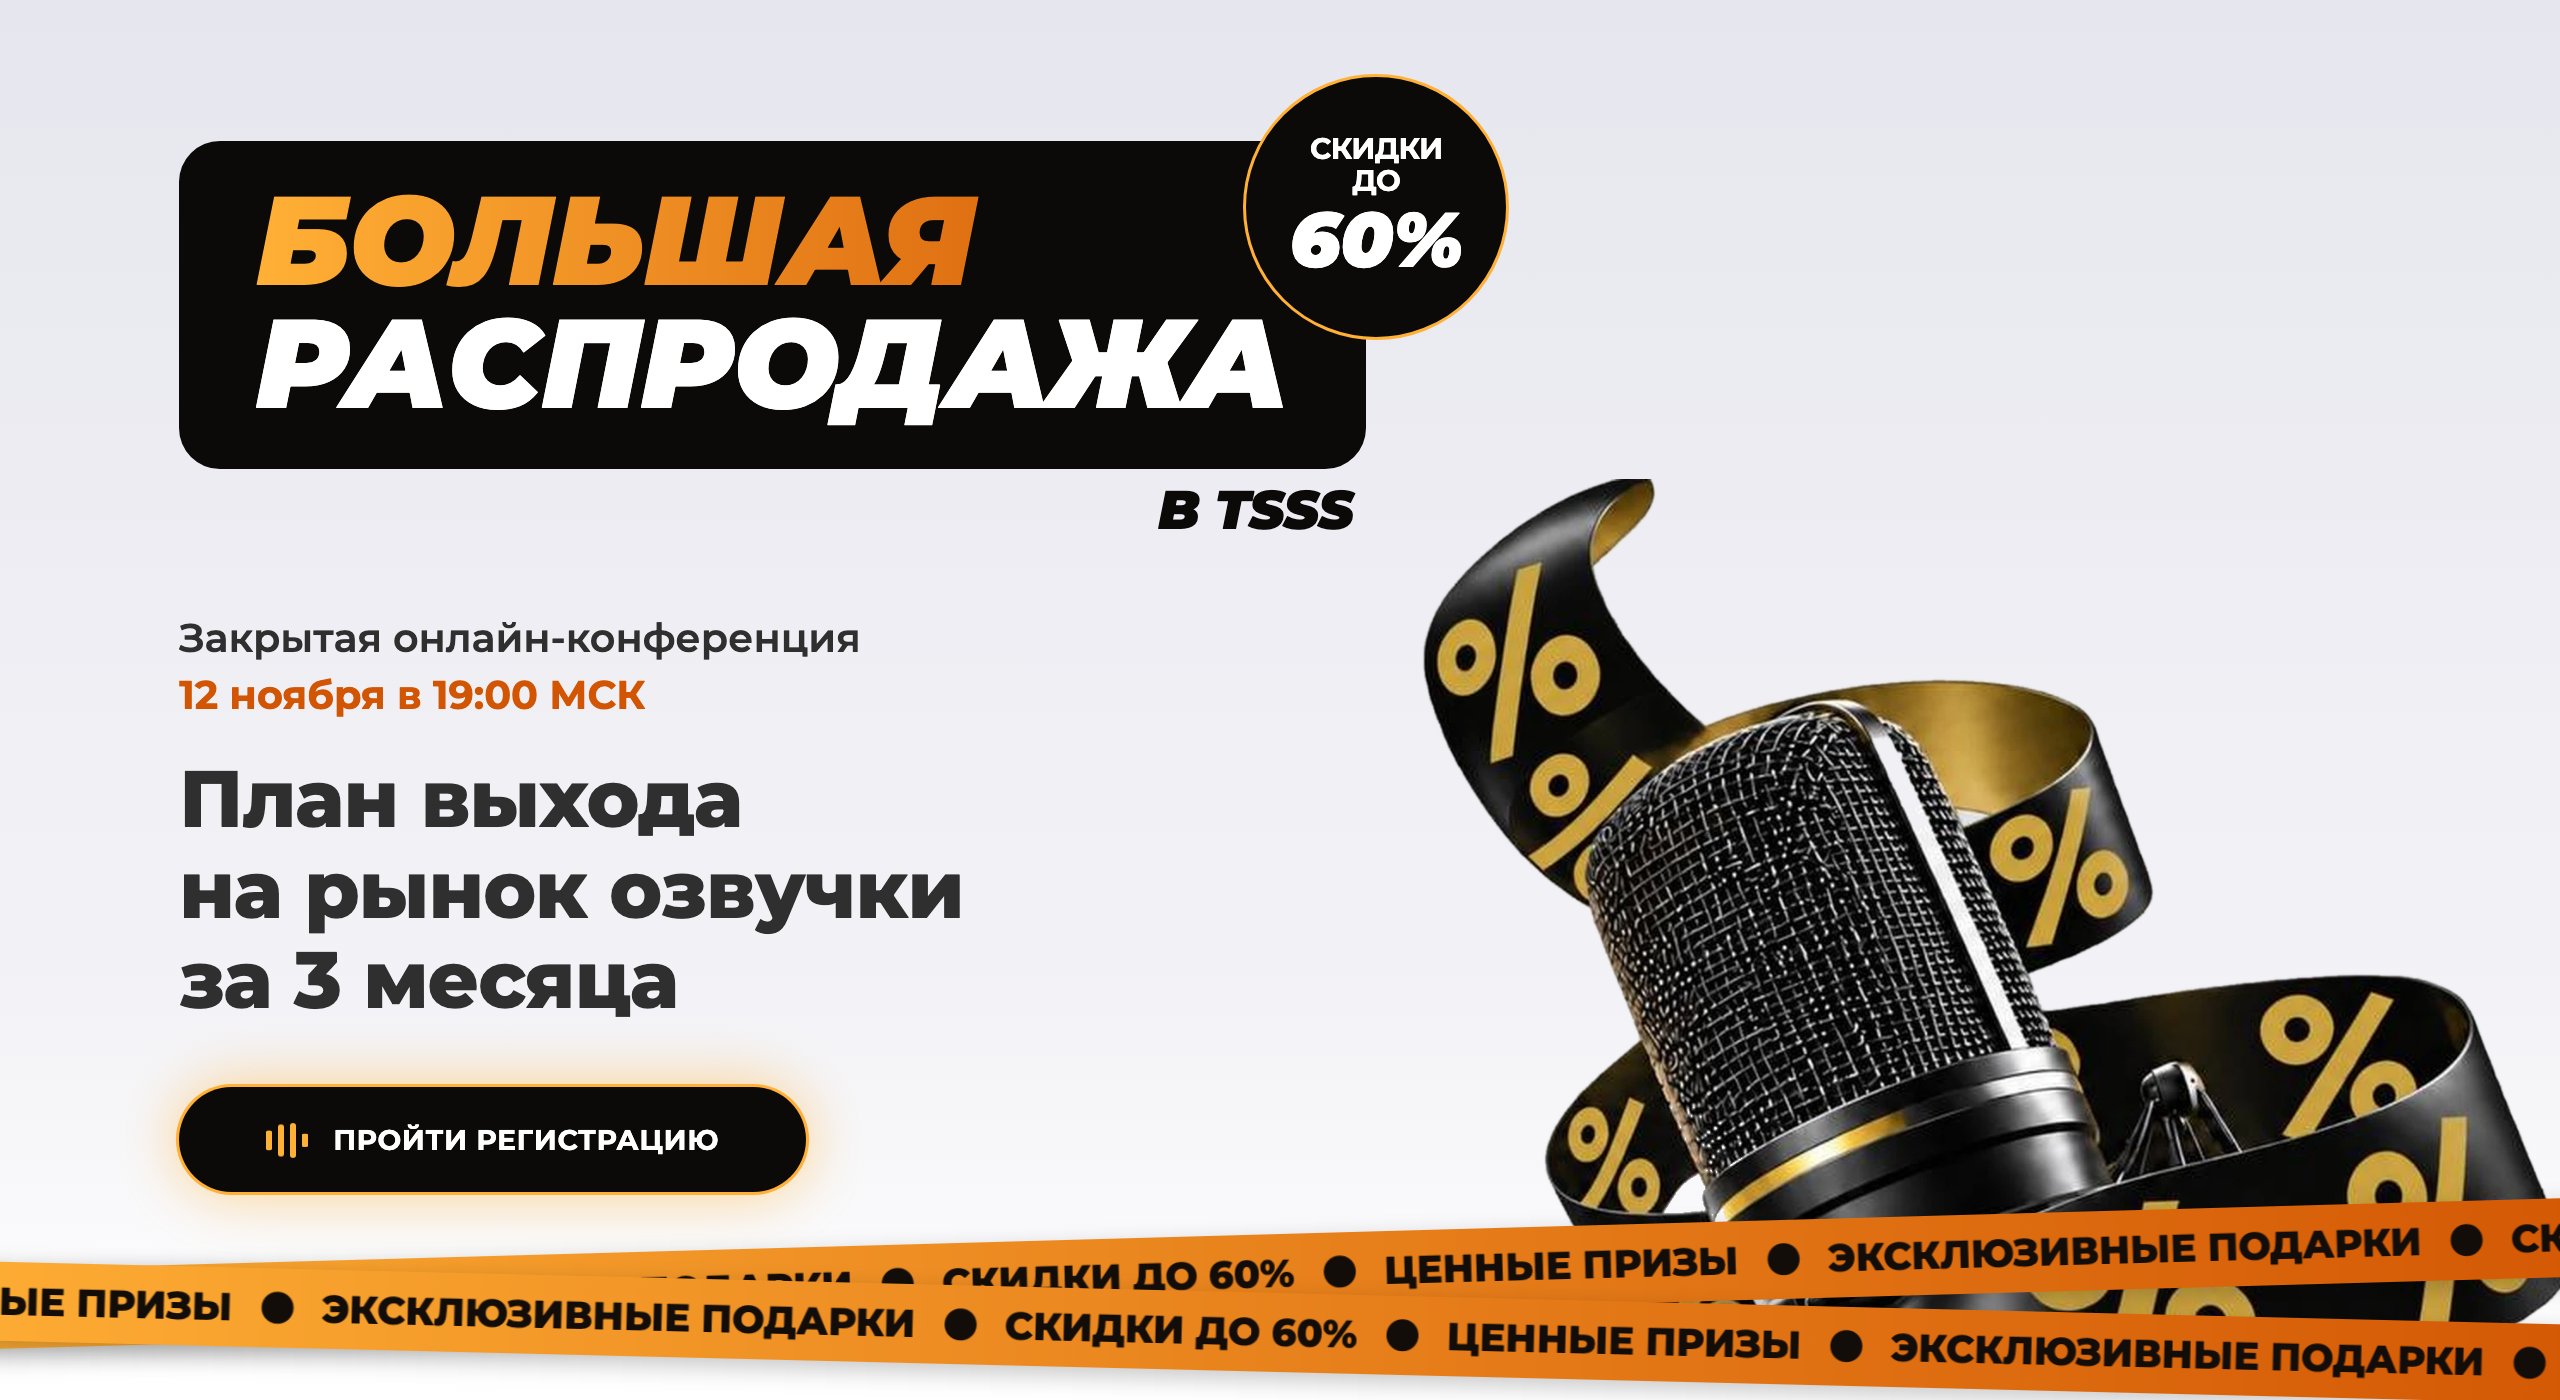 СКИДКИ
ДО
60%
БОЛЬШАЯ
РАСПРОДАЖА
В TSSS
Закрытая онлайн-конференция
12 ноября в 19:00 МСК
План выхода
на рынок озвучки
за 3 месяца
ПРОЙТИ РЕГИСТРАЦИЮ
СКИДКИ ДО 60% ● ЦЕННЫЕ ПРИЗЫ ● ЭКСКЛЮЗИВНЫЕ ПОДАРКИ ●
ПРИЗЫ ● ЭКСКЛЮЗИВНЫЕ ПОДАРКИ ● СКИДКИ ДО 60% ● ЦЕННЫЕ ПРИЗЫ ● ЭКСКЛЮЗИВНЫЕ ПОДАРКИ ●